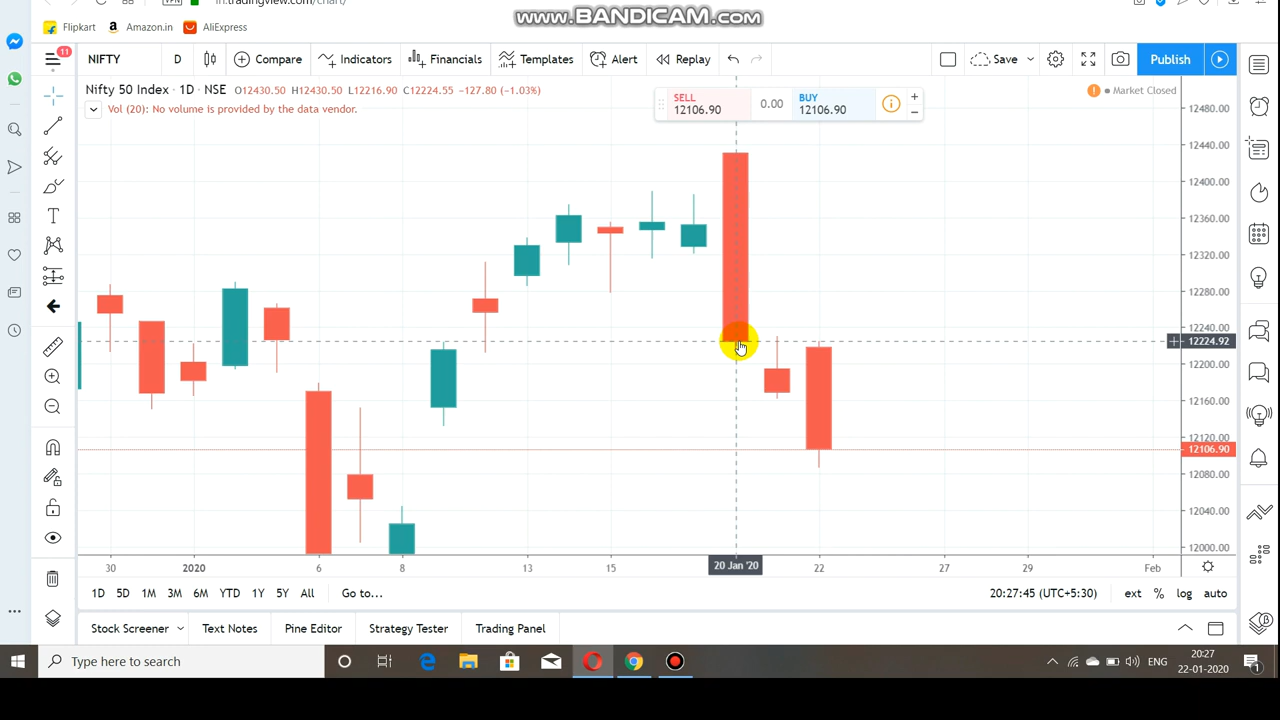 in.tradingview.com/chart/
www.BANDICAM.com
Flipkart
Amazon.in
AliExpress
11
NIFTY
D
Compare
Indicators
Financials
Templates
Alert
Replay
Save
Publish
Nifty 50 Index · 1D · NSE O12430.50 H12430.50 L12216.90 C12224.55 −127.80 (−1.03%)
Vol (20): No volume is provided by the data vendor.
SELL
12106.90
0.00
BUY
12106.90
Market Closed
12480.00
12440.00
12400.00
12360.00
12320.00
12280.00
12240.00
12224.92
12200.00
12160.00
12120.00
12106.90
12080.00
12040.00
12000.00
30
2020
6
8
13
15
20 Jan '20
22
27
29
Feb
1D 5D 1M 3M 6M YTD 1Y 5Y All Go to...
20:27:45 (UTC+5:30)
ext % log auto
Stock Screener
Text Notes
Pine Editor
Strategy Tester
Trading Panel
Type here to search
ENG
20:27
22-01-2020
1